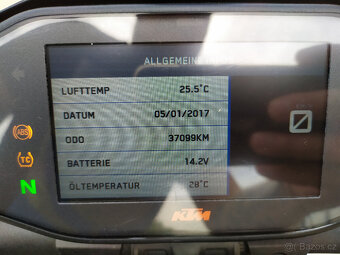 ALLGEMEIN
LUFTTEMP 25.5°C
DATUM 05/01/2017
ODO 37099KM
BATTERIE 14.2V
ÖLTEMPERATUR 28°C
ABS
TC
N
KTM
© Bazos.cz